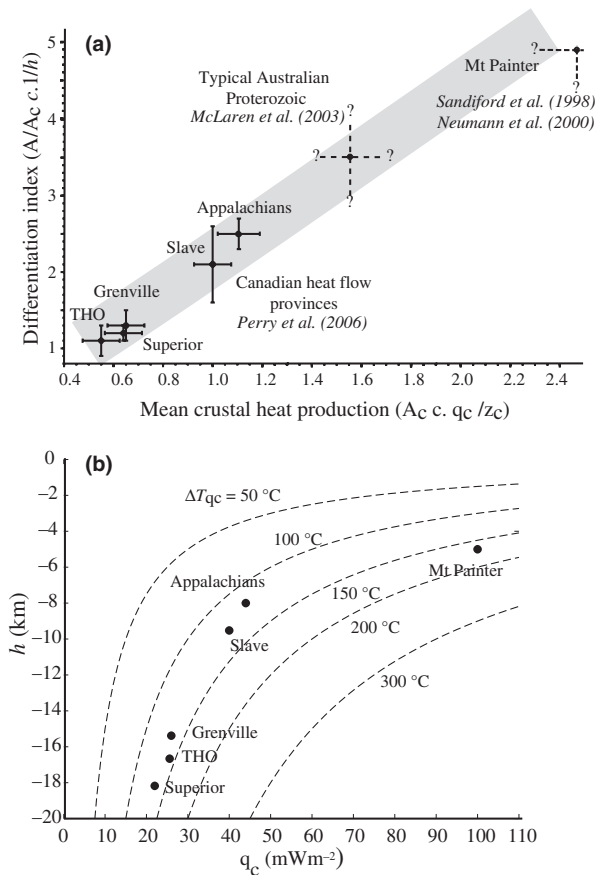 (a)
5
4
3
2
1
Differentiation index (A/Ac c.1/h)
Typical Australian
Proterozoic
McLaren et al. (2003)
?
?
?
?
?
Mt Painter
?
Sandiford et al. (1998)
Neumann et al. (2000)
Appalachians
Slave
Canadian heat flow
provinces
Perry et al. (2006)
Grenville
THO
Superior
0.4 0.6 0.8 1.0 1.2 1.4 1.6 1.8 2.0 2.2 2.4
Mean crustal heat production (Ac c. qc /zc)
(b)
0
−2
−4
−6
−8
−10
−12
−14
−16
−18
−20
h (km)
ΔTqc = 50 °C
100 °C
150 °C
200 °C
300 °C
Appalachians
Mt Painter
Slave
Grenville
THO
Superior
0 10 20 30 40 50 60 70 80 90 100 110
qc (mWm−2)